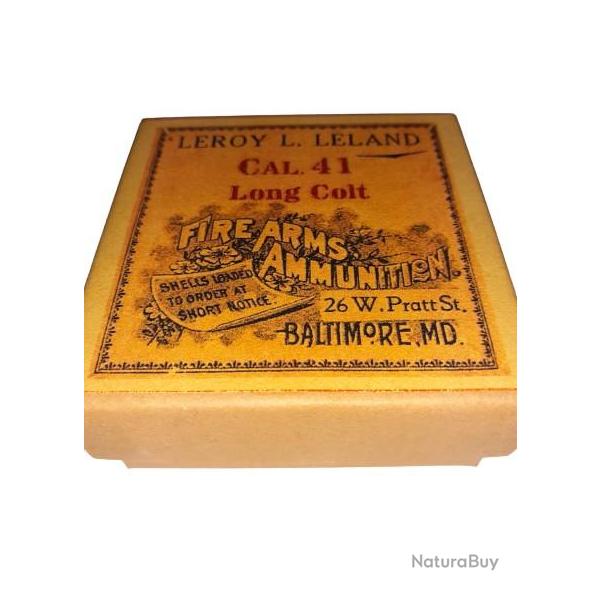 LEROY L. LELAND
CAL. 41
Long Colt
FIRE ARMS
AMMUNITION.
SHELLS LOADED
TO ORDER AT
SHORT NOTICE.
26 W. Pratt St.
BALTIMORE, MD.
NaturaBuy